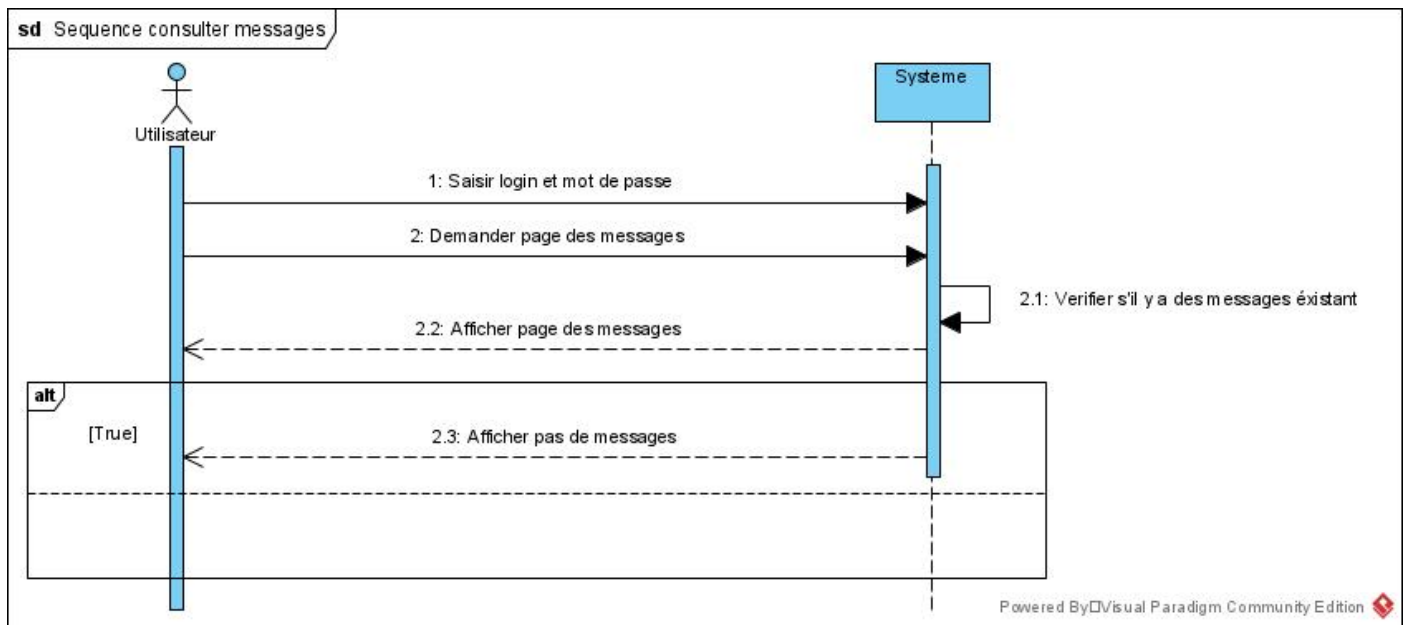 sd Sequence consulter messages
Systeme
Utilisateur
1: Saisir login et mot de passe
2: Demander page des messages
2.1: Verifier s'il y a des messages éxistant
2.2: Afficher page des messages
alt
[True]
2.3: Afficher pas de messages
Powered By□Visual Paradigm Community Edition